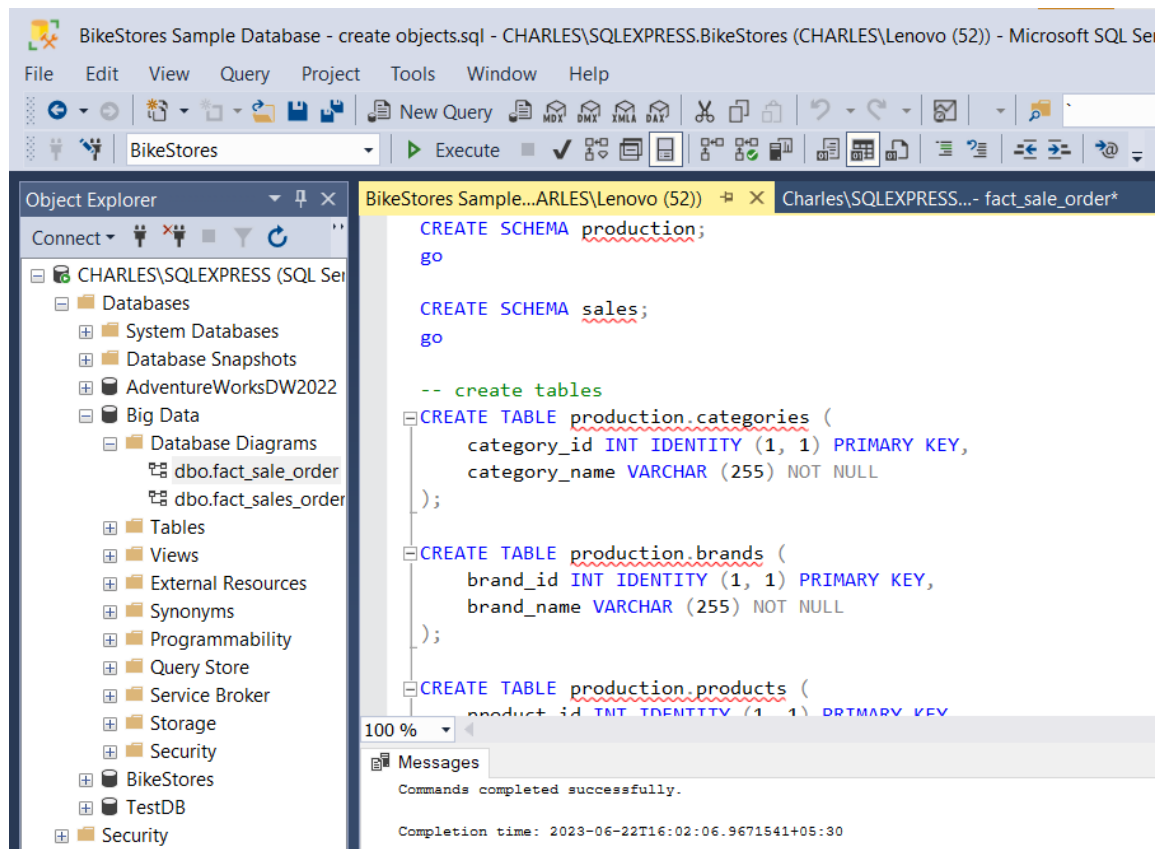 BikeStores Sample Database - create objects.sql - CHARLES\SQLEXPRESS.BikeStores (CHARLES\Lenovo (52)) - Microsoft SQL Ser
File Edit View Query Project Tools Window Help
New Query MDX DMX XMLA DAX
BikeStores Execute
Object Explorer
Connect
CHARLES\SQLEXPRESS (SQL Ser
Databases
System Databases
Database Snapshots
AdventureWorksDW2022
Big Data
Database Diagrams
dbo.fact_sale_order
dbo.fact_sales_order
Tables
Views
External Resources
Synonyms
Programmability
Query Store
Service Broker
Storage
Security
BikeStores
TestDB
Security
BikeStores Sample...ARLES\Lenovo (52)) Charles\SQLEXPRESS...- fact_sale_order*
CREATE SCHEMA production;
go
CREATE SCHEMA sales;
go
-- create tables
CREATE TABLE production.categories (
category_id INT IDENTITY (1, 1) PRIMARY KEY,
category_name VARCHAR (255) NOT NULL
);
CREATE TABLE production.brands (
brand_id INT IDENTITY (1, 1) PRIMARY KEY,
brand_name VARCHAR (255) NOT NULL
);
CREATE TABLE production.products (
product_id INT IDENTITY (1, 1) PRIMARY KEY
100 %
Messages
Commands completed successfully.
Completion time: 2023-06-22T16:02:06.9671541+05:30